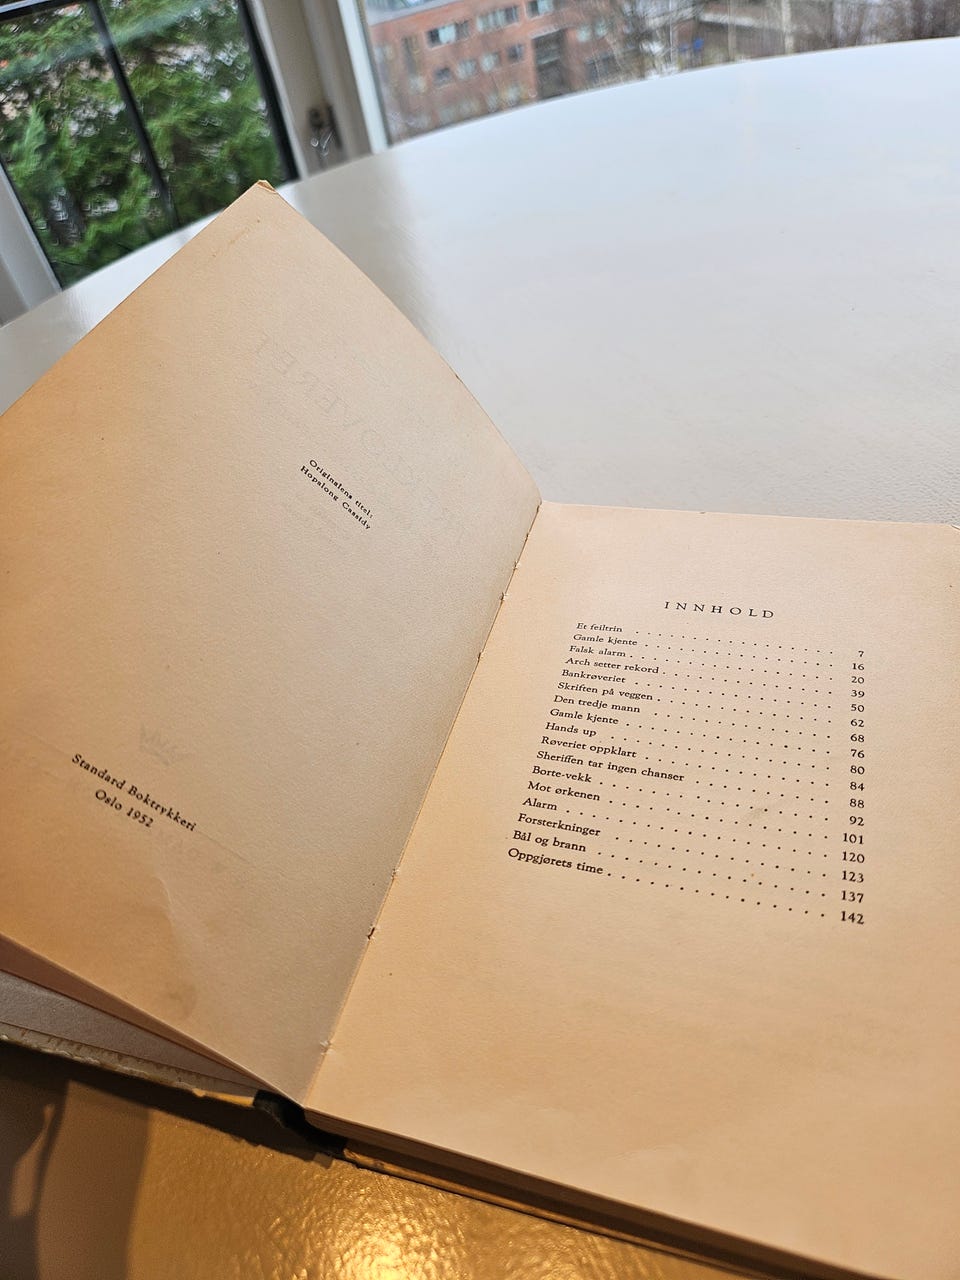 Originalens titel:
Hopalong Cassidy
Standard Boktrykkeri
Oslo 1952
INNHOLD
Et feiltrin . . . . . . . . . . . . . . . . 7
Gamle kjente . . . . . . . . . . . . . . . . 16
Falsk alarm . . . . . . . . . . . . . . . . 20
Arch setter rekord . . . . . . . . . . . . . . 39
Bankrøveriet . . . . . . . . . . . . . . . . 50
Skriften på veggen . . . . . . . . . . . . . . 62
Den tredje mann . . . . . . . . . . . . . . . 68
Gamle kjente . . . . . . . . . . . . . . . . 76
Hands up . . . . . . . . . . . . . . . . . 80
Røveriet oppklart . . . . . . . . . . . . . . 84
Sheriffen tar ingen chanser . . . . . . . . . . . 88
Borte-vekk . . . . . . . . . . . . . . . . 92
Mot ørkenen . . . . . . . . . . . . . . . . 101
Alarm . . . . . . . . . . . . . . . . . . 120
Forsterkninger . . . . . . . . . . . . . . . 123
Bål og brann . . . . . . . . . . . . . . . . 137
Oppgjørets time . . . . . . . . . . . . . . . 142